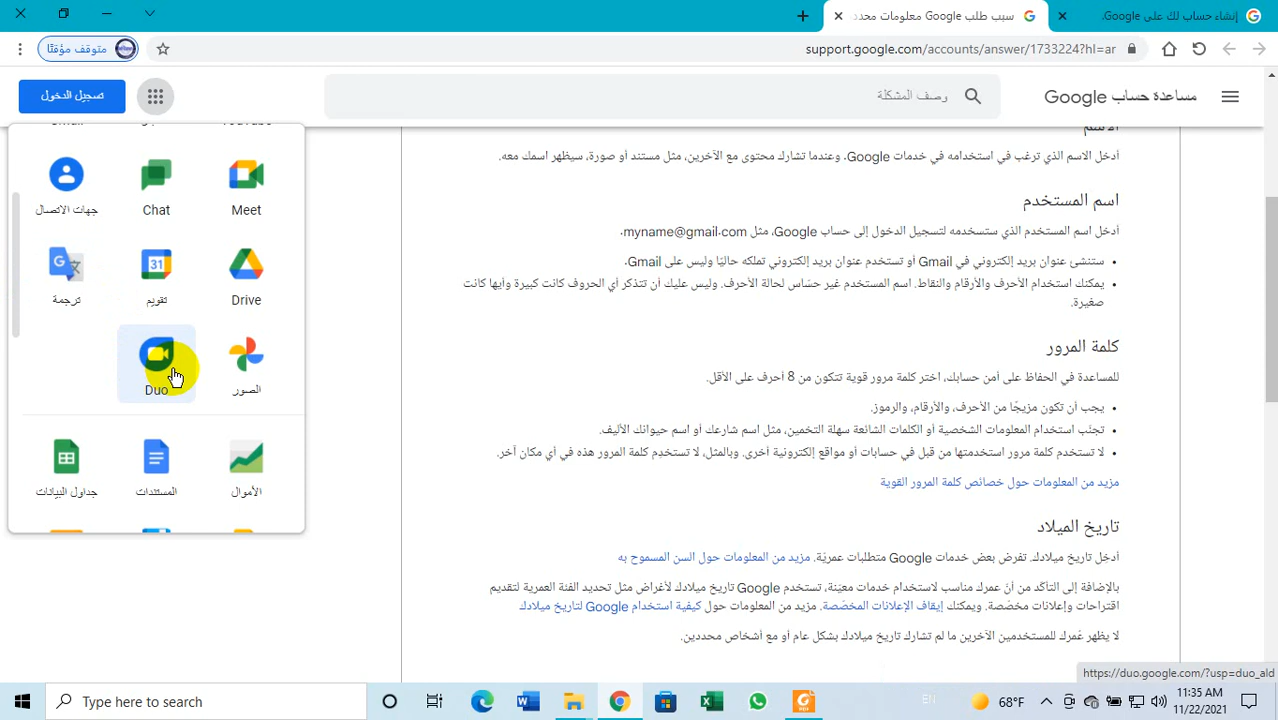 إنشاء حساب لك على Google.
سبب طلب Google معلومات محدد
support.google.com/accounts/answer/1733224?hl=ar
متوقف مؤقتًا
مساعدة حساب Google
وصف المشكلة
تسجيل الدخول
جهات الاتصال
Chat
Meet
ترجمة
تقويم
Drive
Duo
الصور
جداول البيانات
المستندات
الأموال
الاسم
أدخل الاسم الذي ترغب في استخدامه في خدمات Google. وعندما تشارك محتوى مع الآخرين، مثل مستند أو صورة، سيظهر اسمك معه.
اسم المستخدم
أدخل اسم المستخدم الذي ستستخدمه لتسجيل الدخول إلى حساب Google، مثل myname@gmail.com.
ستنشئ عنوان بريد إلكتروني في Gmail أو تستخدم عنوان بريد إلكتروني تملكه حاليًا وليس على Gmail.
يمكنك استخدام الأحرف والأرقام والنقاط. اسم المستخدم غير حسّاس لحالة الأحرف. وليس عليك أن تتذكر أي الحروف كانت كبيرة وأيها كانت
صغيرة.
كلمة المرور
للمساعدة في الحفاظ على أمن حسابك، اختر كلمة مرور قوية تتكون من 8 أحرف على الأقل.
يجب أن تكون مزيجًا من الأحرف، والأرقام، والرموز.
تجنّب استخدام المعلومات الشخصية أو الكلمات الشائعة سهلة التخمين، مثل اسم شارعك أو اسم حيوانك الأليف.
لا تستخدم كلمة مرور استخدمتها من قبل في حسابات أو مواقع إلكترونية أخرى. وبالمثل، لا تستخدِم كلمة المرور هذه في أي مكان آخر.
مزيد من المعلومات حول خصائص كلمة المرور القوية
تاريخ الميلاد
أدخِل تاريخ ميلادك. تفرض بعض خدمات Google متطلبات عمريّة. مزيد من المعلومات حول السن المسموح به
بالإضافة إلى التأكّد من أنّ عمرك مناسب لاستخدام خدمات معيّنة، تستخدم Google تاريخ ميلادك لأغراض مثل تحديد الفئة العمرية لتقديم
اقتراحات وإعلانات مخصّصة. ويمكنك إيقاف الإعلانات المخصّصة. مزيد من المعلومات حول كيفية استخدام Google لتاريخ ميلادك
لا يظهر عُمرك للمستخدمين الآخرين ما لم تشارك تاريخ ميلادك بشكل عام أو مع أشخاص محددين.
https://duo.google.com/?usp=duo_ald
Type here to search
EN
68°F
11:35 AM
11/22/2021